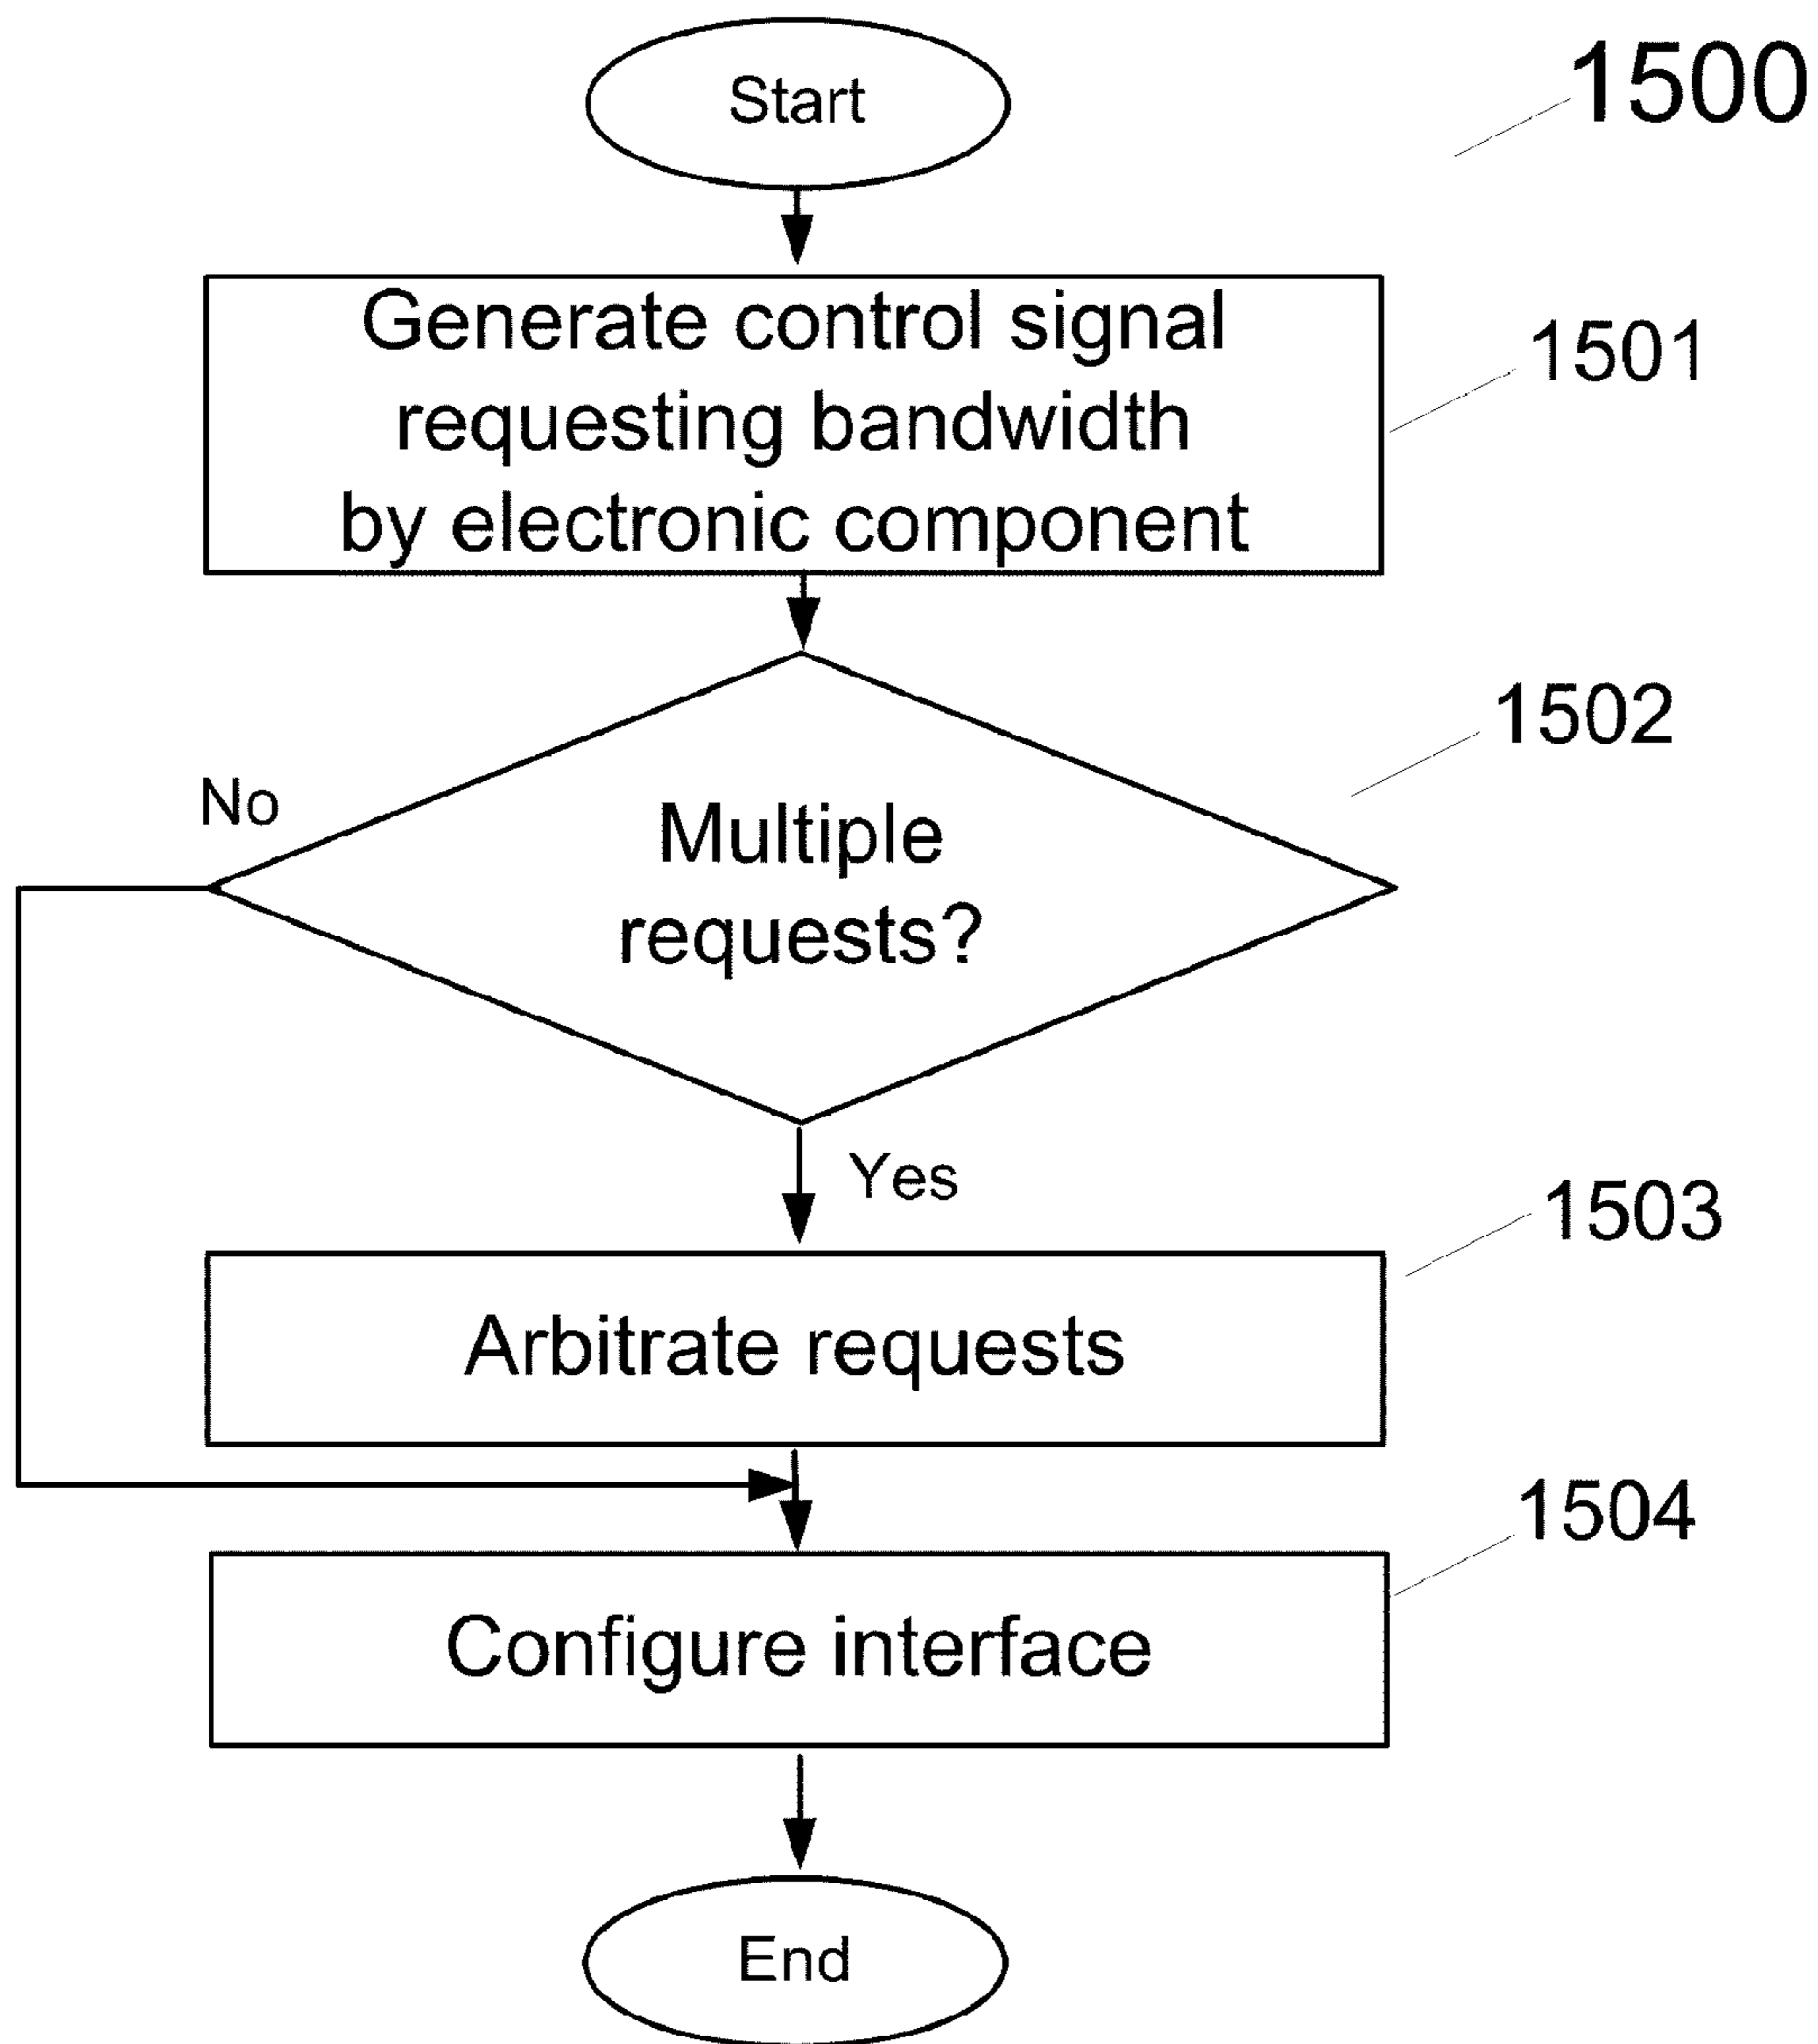 Start
1500
Generate control signal
requesting bandwidth
by electronic component
1501
1502
No
Multiple
requests?
Yes
1503
Arbitrate requests
1504
Configure interface
End